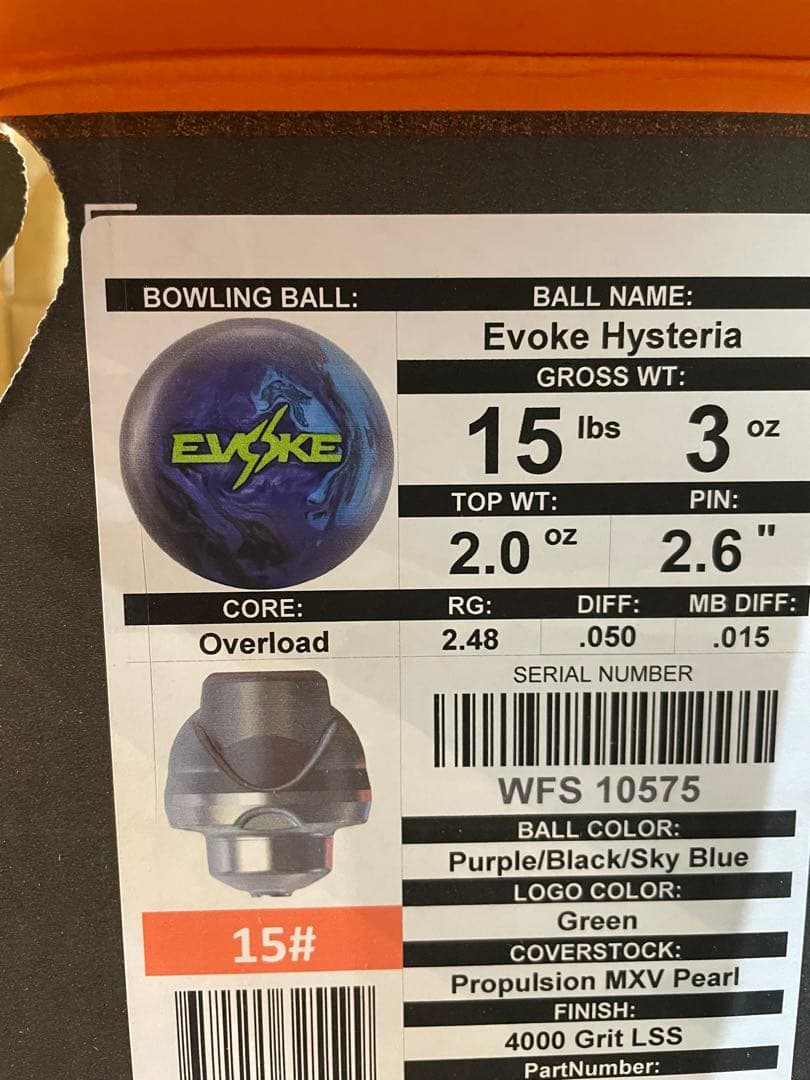 BOWLING BALL:
BALL NAME:
EVOKE
Evoke Hysteria
GROSS WT:
15 lbs 3 oz
TOP WT: PIN:
2.0 oz 2.6 "
CORE: RG: DIFF: MB DIFF:
Overload 2.48 .050 .015
SERIAL NUMBER
WFS 10575
BALL COLOR:
Purple/Black/Sky Blue
LOGO COLOR:
Green
15#
COVERSTOCK:
Propulsion MXV Pearl
FINISH:
4000 Grit LSS
PartNumber: